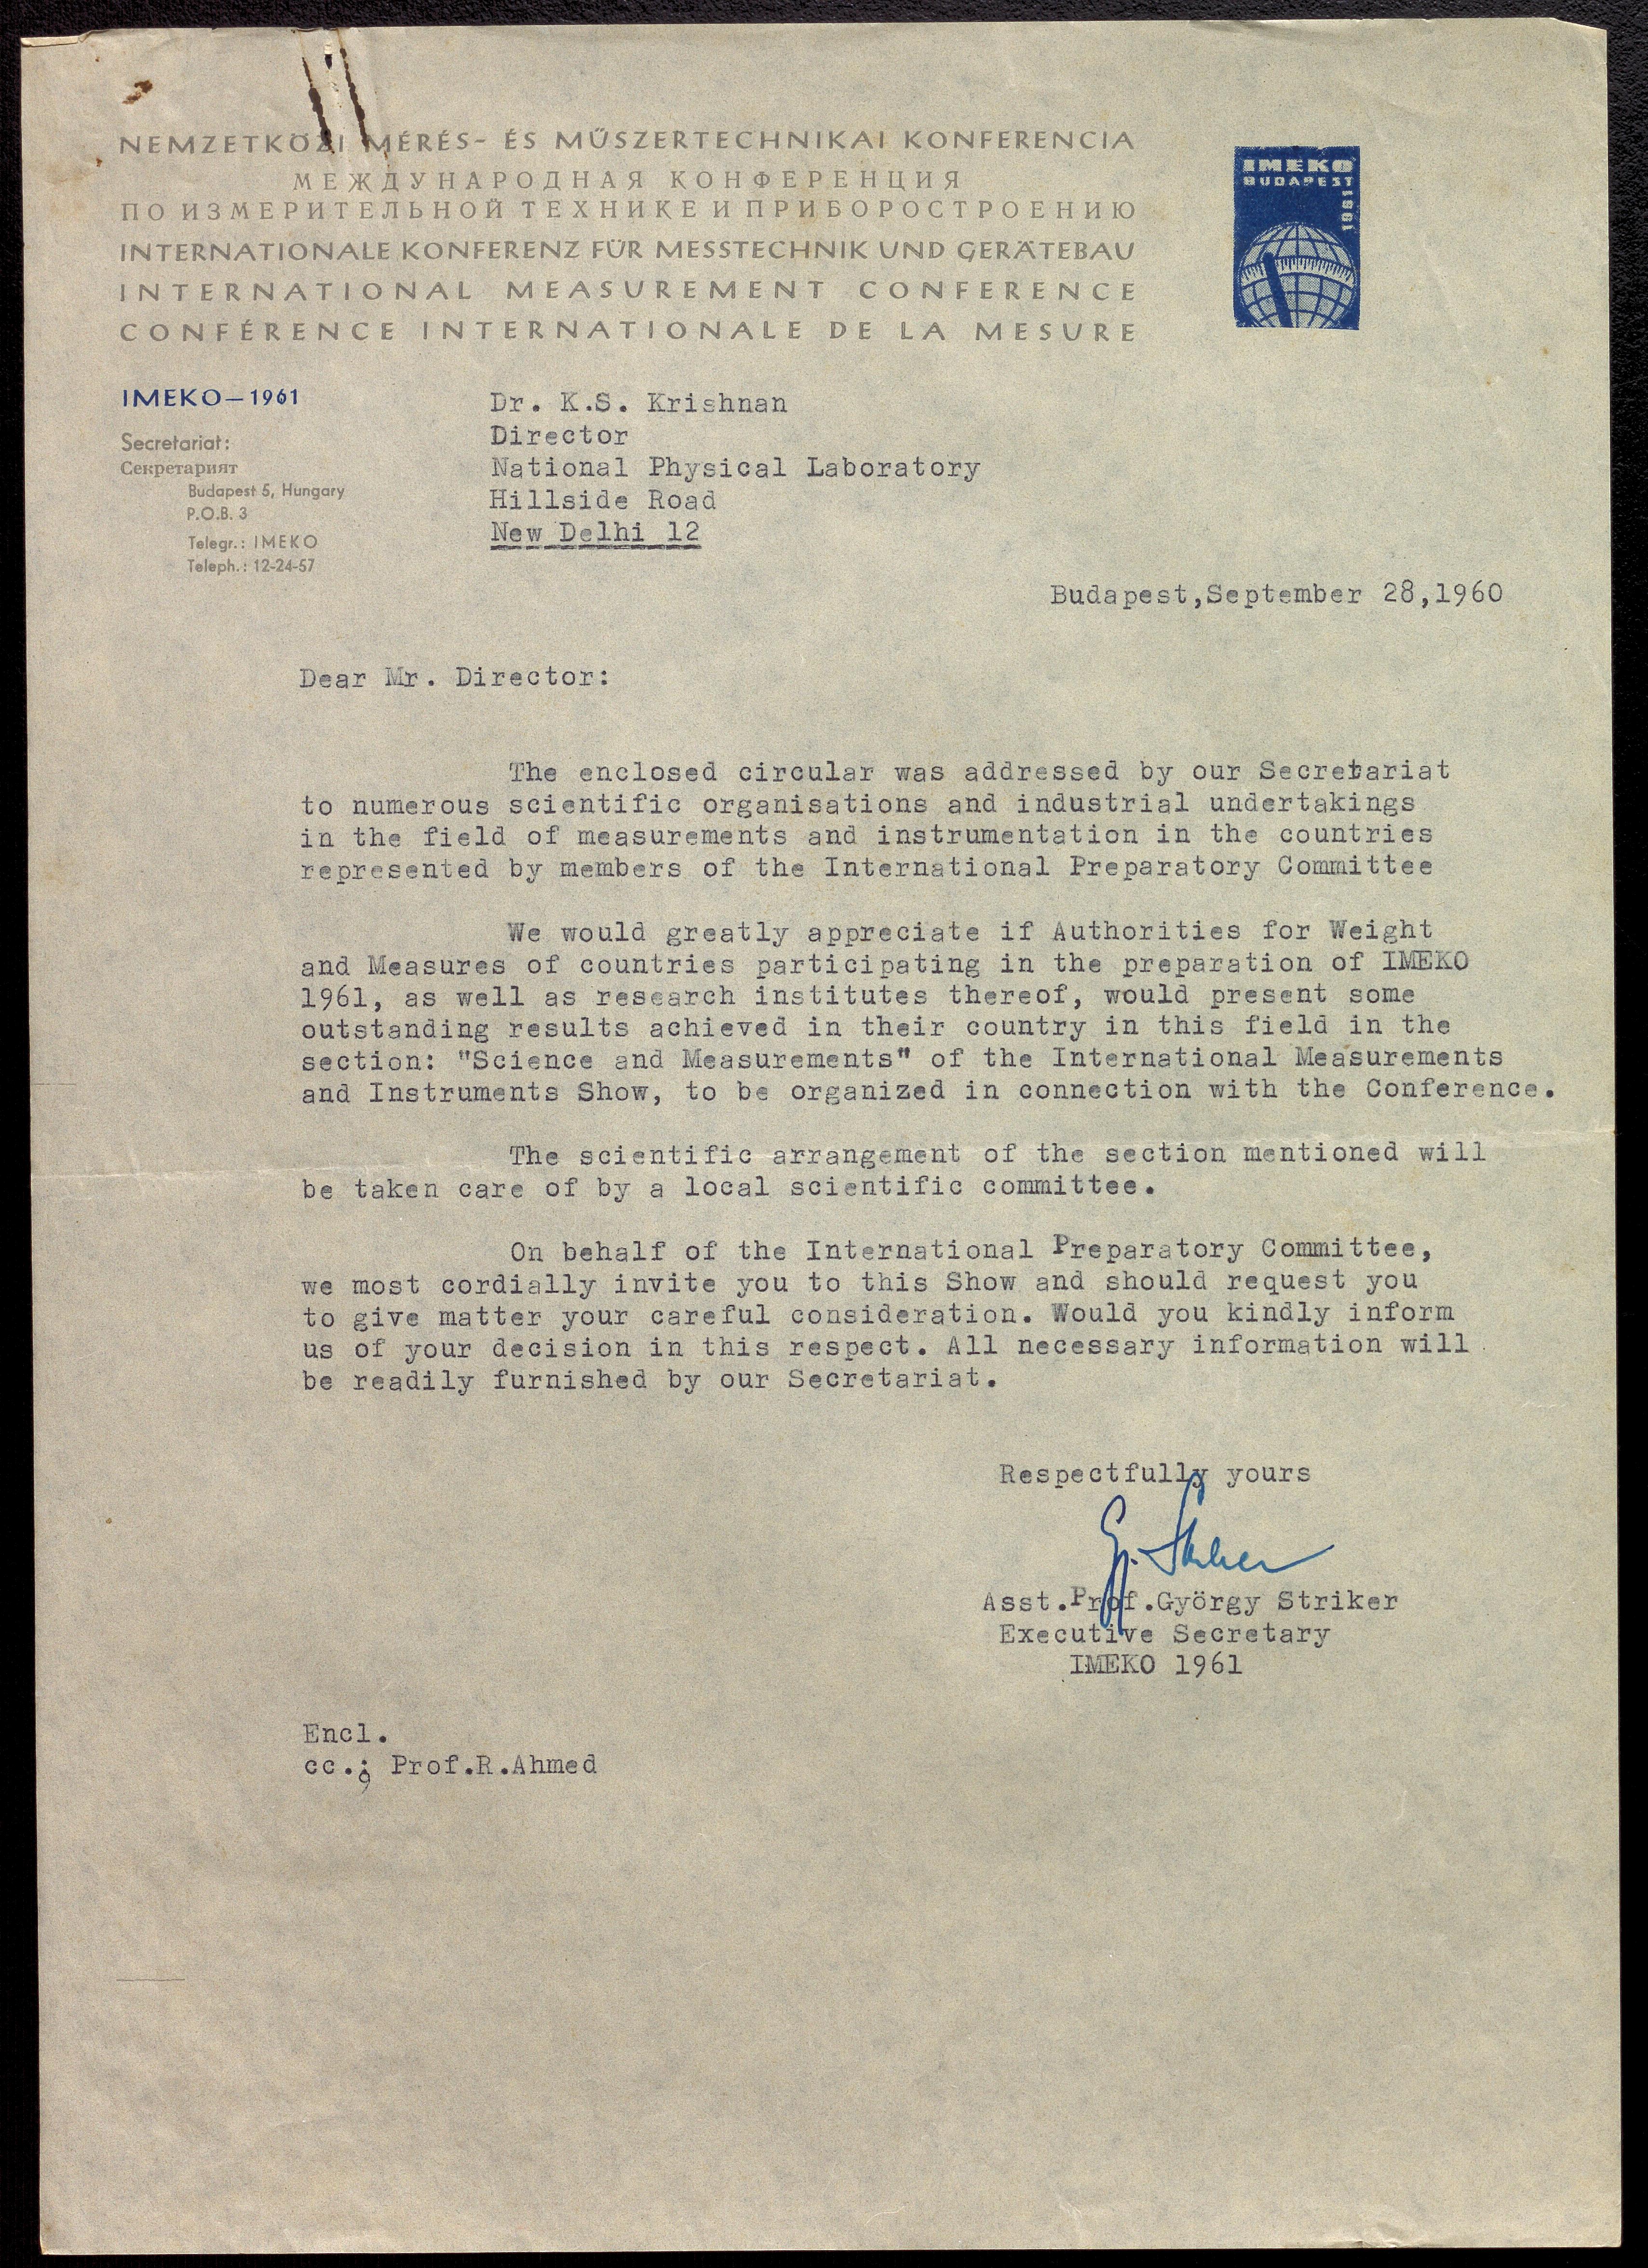 NEMZETKÖZI MÉRÉS- ÉS MŰSZERTECHNIKAI KONFERENCIA
МЕЖДУНАРОДНАЯ КОНФЕРЕНЦИЯ
ПО ИЗМЕРИТЕЛЬНОЙ ТЕХНИКЕ И ПРИБОРОСТРОЕНИЮ
INTERNATIONALE KONFERENZ FÜR MESSTECHNIK UND GERÄTEBAU
INTERNATIONAL MEASUREMENT CONFERENCE
CONFÉRENCE INTERNATIONALE DE LA MESURE
IMEKO
BUDAPEST
1961
IMEKO—1961
Secretariat:
Секретарият
Budapest 5, Hungary
P.O.B. 3
Telegr.: IMEKO
Teleph.: 12-24-57
Dr. K.S. Krishnan
Director
National Physical Laboratory
Hillside Road
New Delhi 12
Budapest,September 28,1960
Dear Mr. Director:
The enclosed circular was addressed by our Secretariat
to numerous scientific organisations and industrial undertakings
in the field of measurements and instrumentation in the countries
represented by members of the International Preparatory Committee
We would greatly appreciate if Authorities for Weight
and Measures of countries participating in the preparation of IMEKO
1961, as well as research institutes thereof, would present some
outstanding results achieved in their country in this field in the
section: "Science and Measurements" of the International Measurements
and Instruments Show, to be organized in connection with the Conference.
The scientific arrangement of the section mentioned will
be taken care of by a local scientific committee.
On behalf of the International Preparatory Committee,
we most cordially invite you to this Show and should request you
to give matter your careful consideration. Would you kindly inform
us of your decision in this respect. All necessary information will
be readily furnished by our Secretariat.
Respectfully yours
Gy. Striker
Asst.Prof.György Striker
Executive Secretary
IMEKO 1961
Encl.
cc.: Prof.R.Ahmed